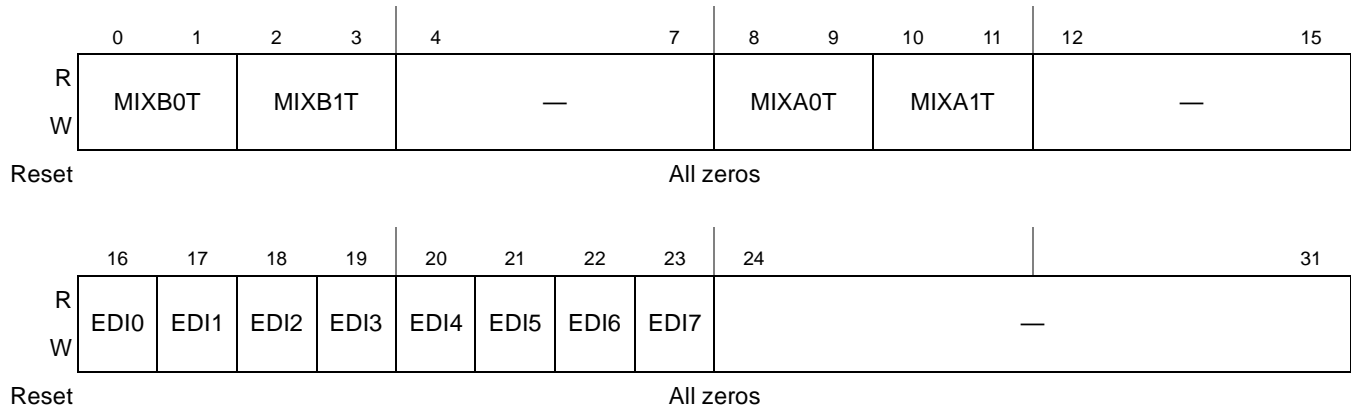 0 1 2 3 4 7 8 9 10 11 12 15
R
MIXB0T MIXB1T — MIXA0T MIXA1T —
W
Reset All zeros
16 17 18 19 20 21 22 23 24 31
R
EDI0 EDI1 EDI2 EDI3 EDI4 EDI5 EDI6 EDI7 —
W
Reset All zeros